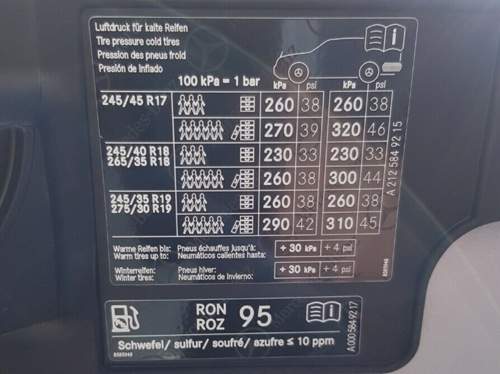 Luftdruck für kalte Reifen
Tire pressure cold tires
Pression des pneus froid
Presión de inflado
100 kPa = 1 bar
kPa psi kPa psi
245/45 R17 260 38 260 38
270 39 320 46
245/40 R18 230 33 230 33
265/35 R18 260 38 300 44
245/35 R19 260 38 260 38
275/30 R19 290 42 310 45
Warme Reifen bis: Pneus échauffes jusqu'à: + 30 kPa + 4 psi
Warm tires up to: Neumáticos calientes hasta:
Winterreifen: Pneus hiver: + 30 kPa + 4 psi
Winter tires: Neumáticos de Invierno:
A 212 584 92 15
RON 95
ROZ
Schwefel/ sulfur/ soufré/ azufre ≤ 10 ppm
A 000 584 92 17